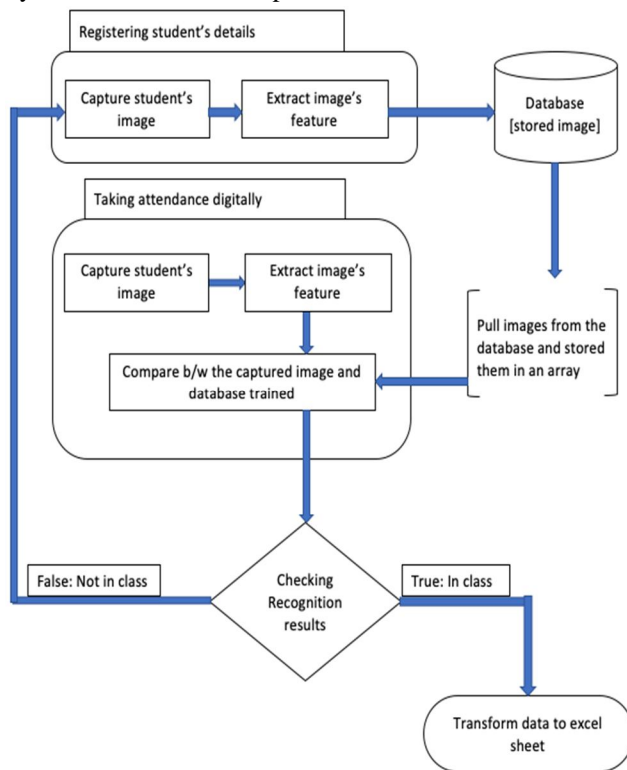 Registering student's details
Capture student's
image
Extract image's
feature
Database
[stored image]
Taking attendance digitally
Capture student's
image
Extract image's
feature
Pull images from the
database and stored
them in an array
Compare b/w the captured image and
database trained
False: Not in class
Checking
Recognition
results
True: In class
Transform data to excel
sheet